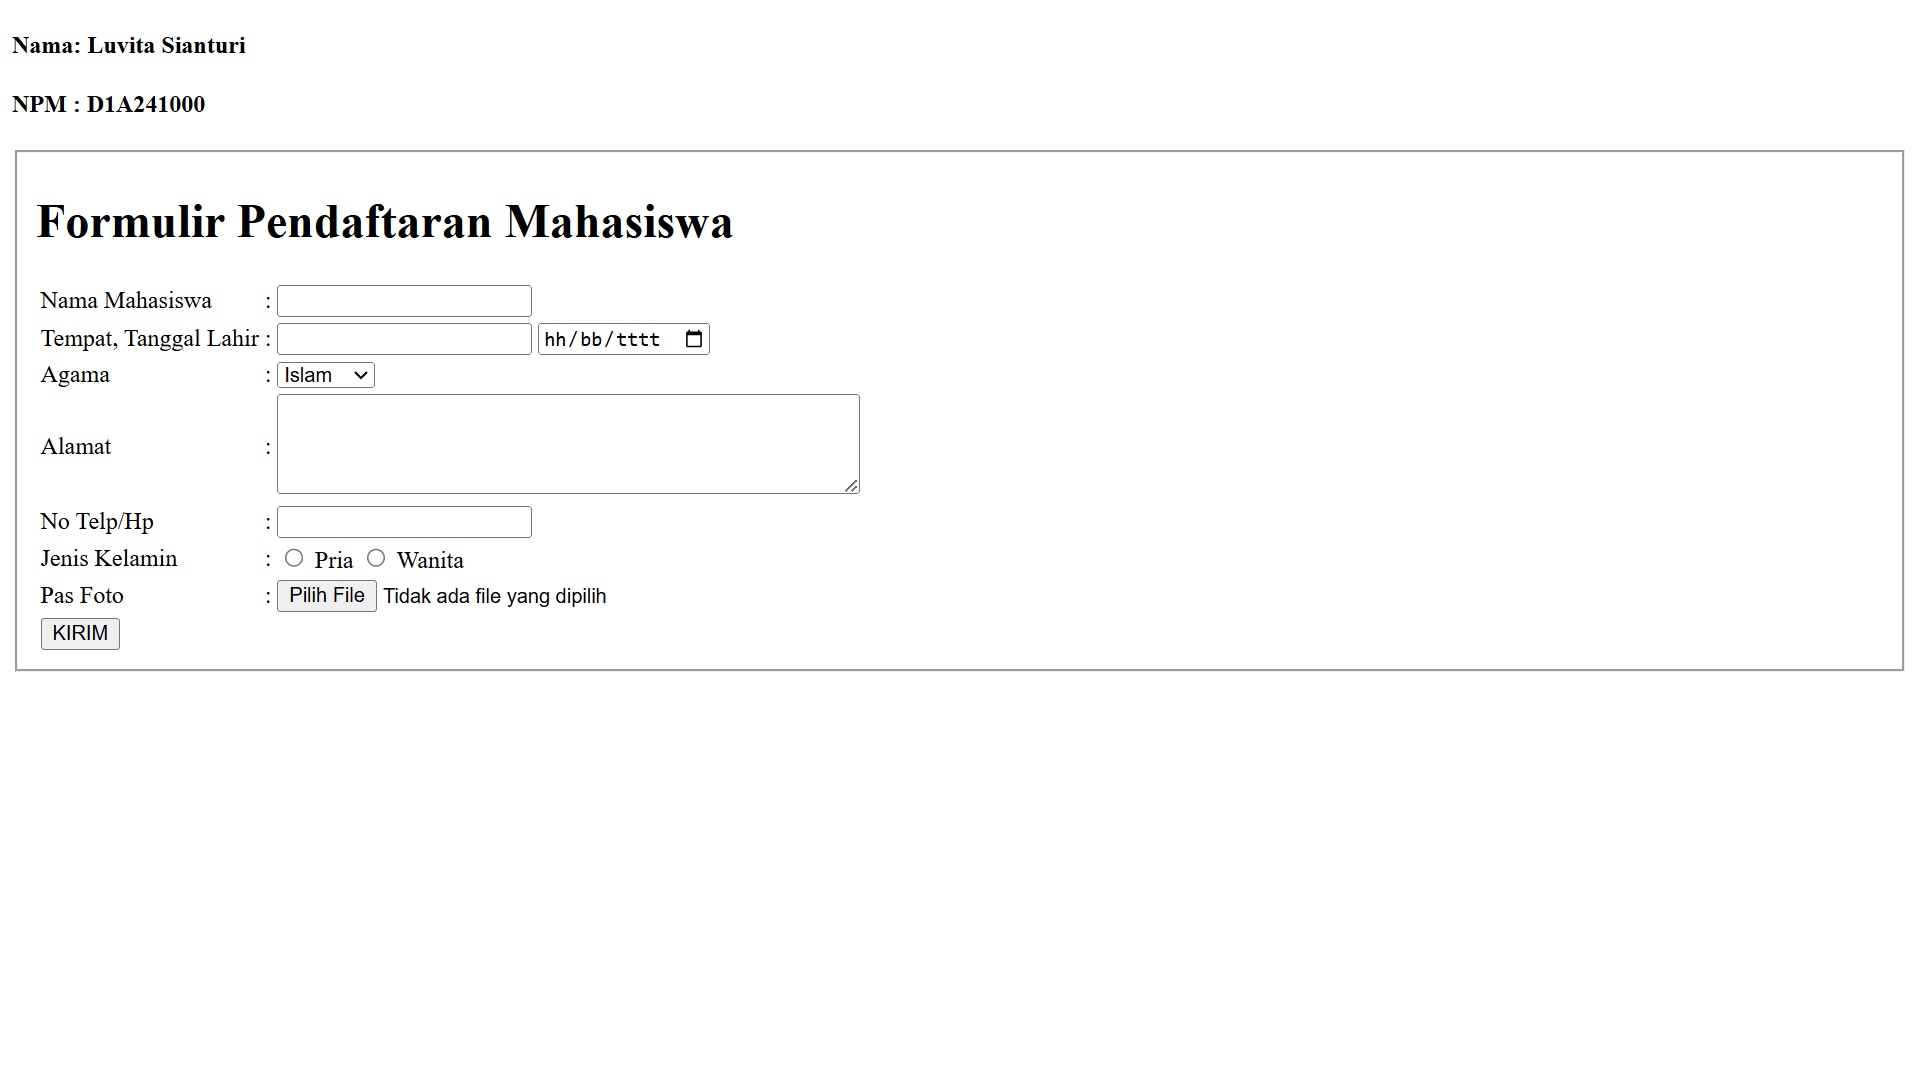 Nama: Luvita Sianturi
NPM : D1A241000
Formulir Pendaftaran Mahasiswa
Nama Mahasiswa :
Tempat, Tanggal Lahir : hh/bb/tttt
Agama : Islam
Alamat :
No Telp/Hp :
Jenis Kelamin : Pria Wanita
Pas Foto : Pilih File Tidak ada file yang dipilih
KIRIM